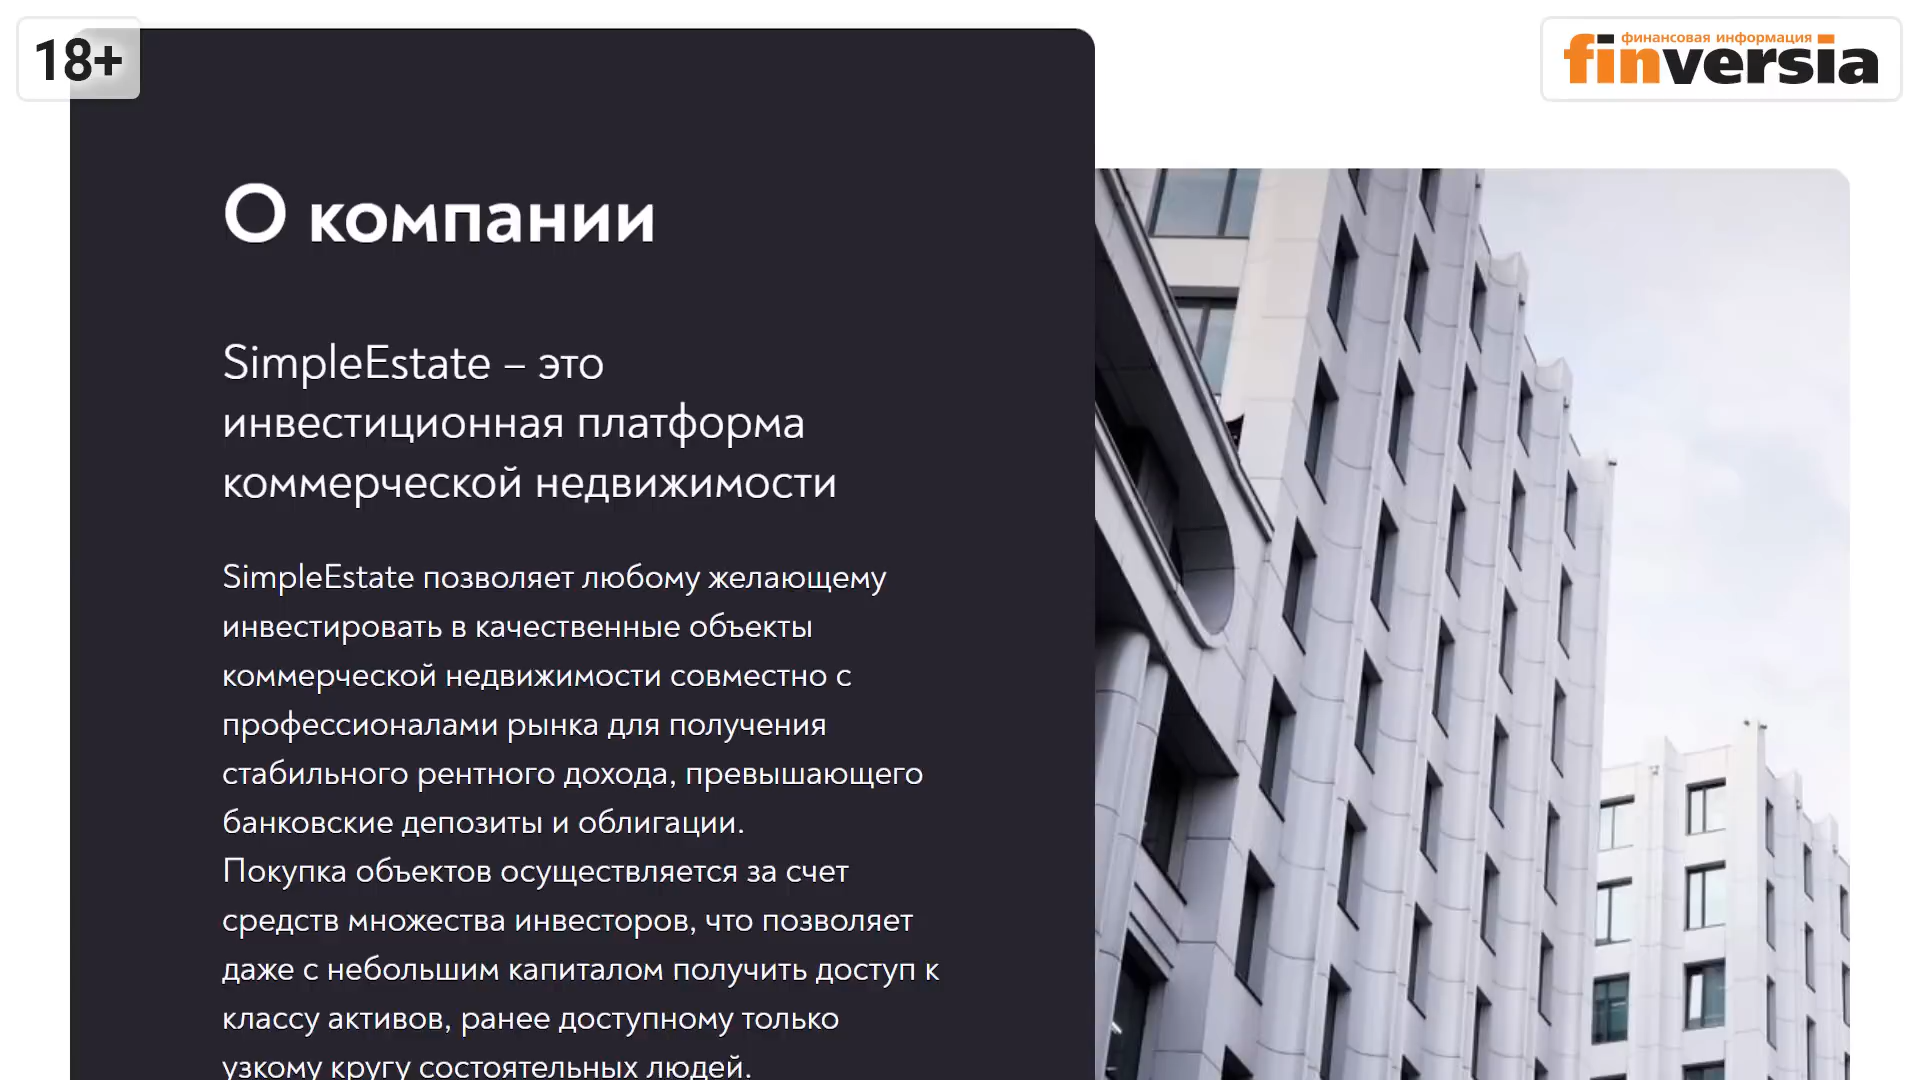 18+
финансовая информация
finversia
О компании
SimpleEstate – это
инвестиционная платформа
коммерческой недвижимости
SimpleEstate позволяет любому желающему
инвестировать в качественные объекты
коммерческой недвижимости совместно с
профессионалами рынка для получения
стабильного рентного дохода, превышающего
банковские депозиты и облигации.
Покупка объектов осуществляется за счет
средств множества инвесторов, что позволяет
даже с небольшим капиталом получить доступ к
классу активов, ранее доступному только
узкому кругу состоятельных людей.